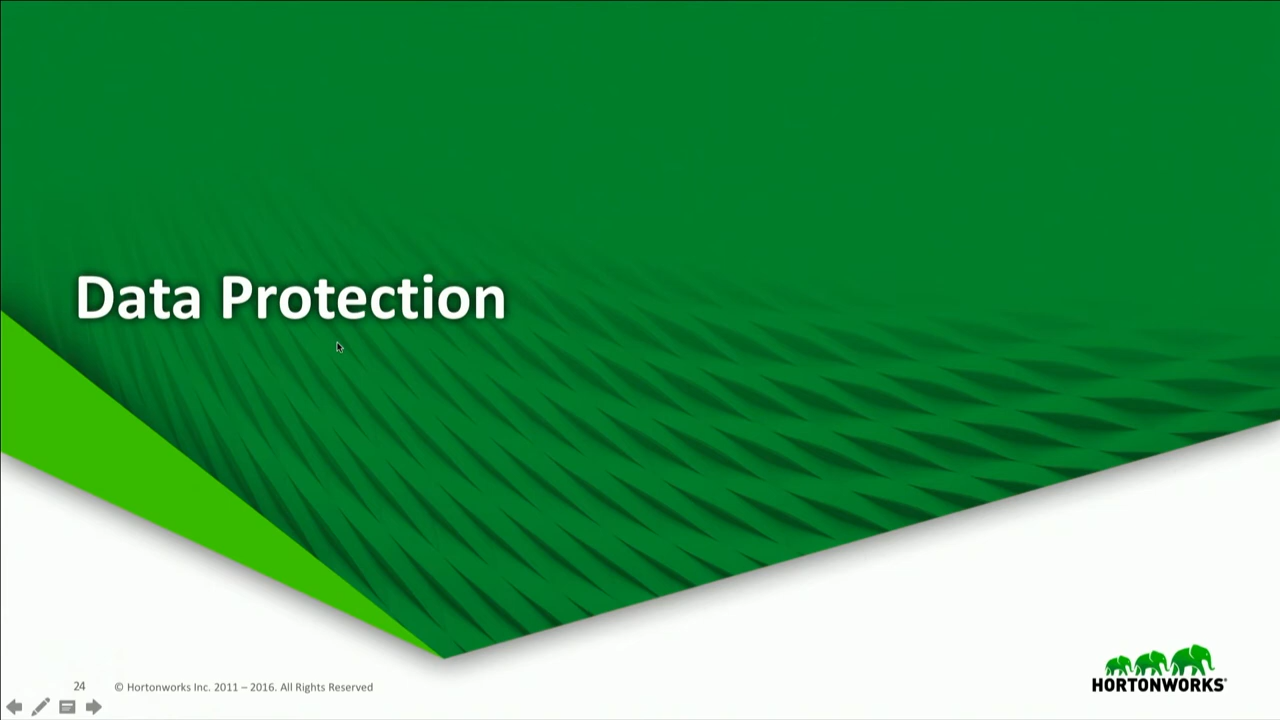 Data Protection
24 © Hortonworks Inc. 2011 – 2016. All Rights Reserved
HORTONWORKS